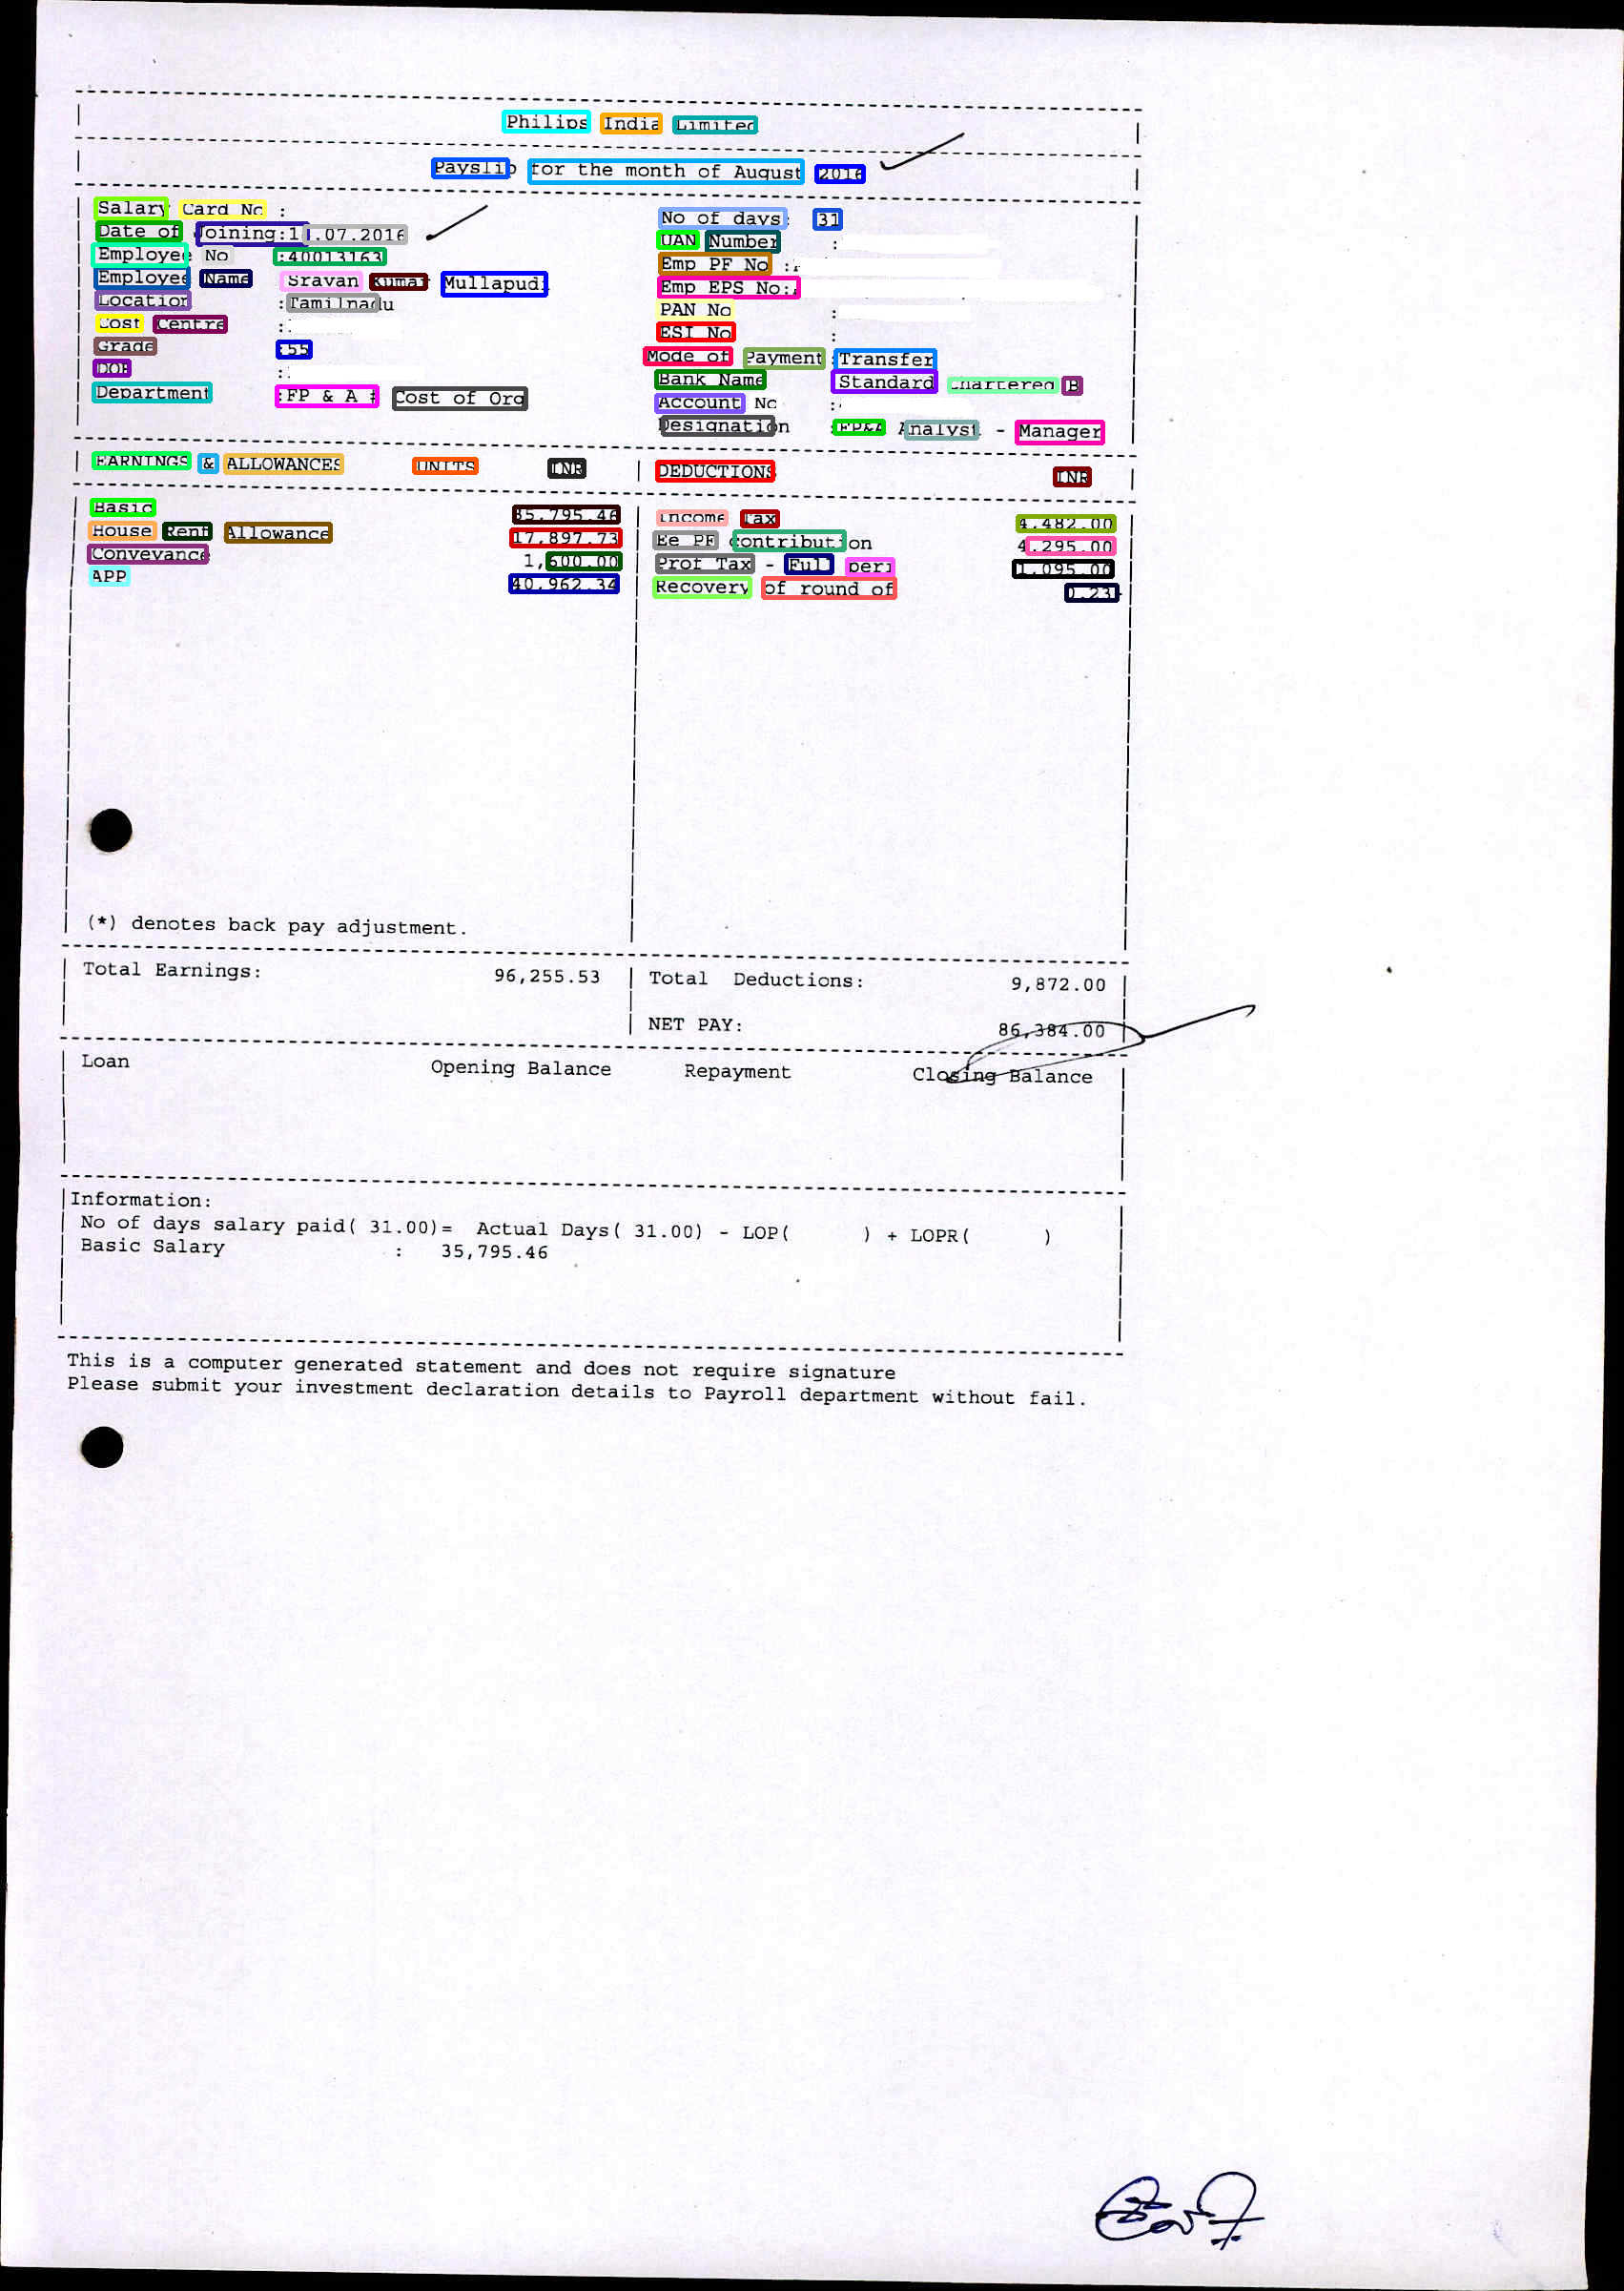 Philips India Limited
Payslip for the month of August 2016
Salary Card No :
No of days: 31
Date of Joining:11.07.2016
UAN Number :
Employee No :40013163
Emp PF No :
Employee Name Sravan Kumar Mullapudi
Emp EPS No:
Location :Tamilnadu
PAN No :
Cost Centre :
ESI No :
Grade :55
Mode of Payment :Transfer
DOB :
Bank Name Standard Chartered B
Department :FP & A # Cost of Org
Account No :
Designation :FP&A Analyst - Manager
EARNINGS & ALLOWANCES UNITS INR | DEDUCTIONS INR
Basic 35,795.46
Income Tax 4,482.00
House Rent Allowance 17,897.73
Ee PF contribution 4,295.00
Conveyance 1,600.00
Prof Tax - Full peri 1,095.00
APP 40,962.34
Recovery of round of 0.23-
(*) denotes back pay adjustment.
Total Earnings: 96,255.53 | Total Deductions: 9,872.00
NET PAY: 86,384.00
Loan Opening Balance Repayment Closing Balance
Information:
No of days salary paid( 31.00)= Actual Days( 31.00) - LOP( ) + LOPR( )
Basic Salary : 35,795.46
This is a computer generated statement and does not require signature
Please submit your investment declaration details to Payroll department without fail.